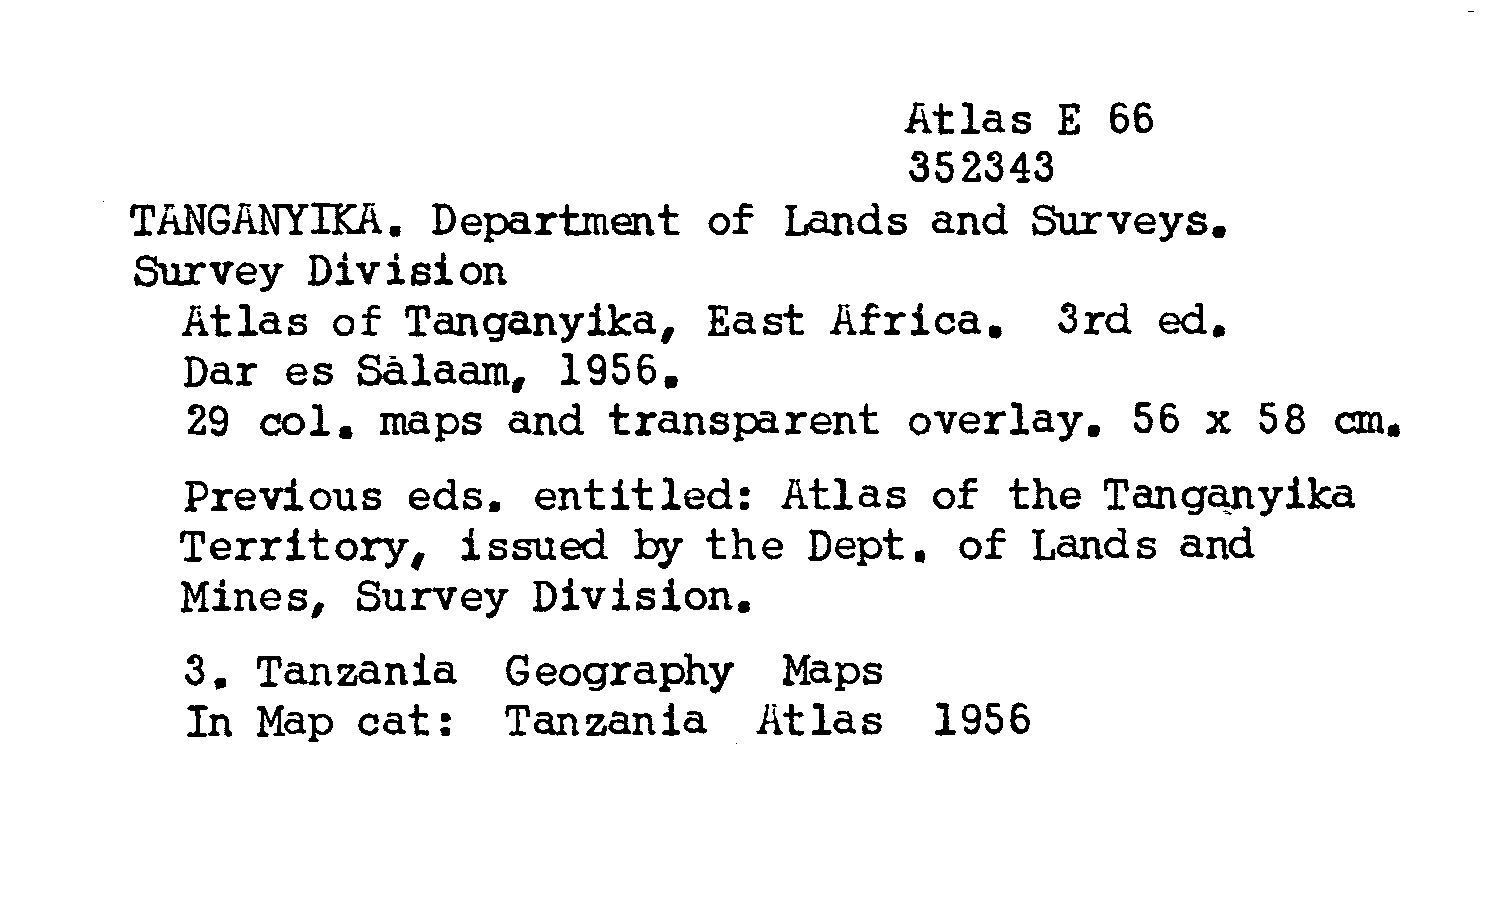 Atlas E 66
352343
TANGANYIKA. Department of Lands and Surveys.
Survey Division
Atlas of Tanganyika, East Africa. 3rd ed.
Dar es Salaam, 1956.
29 col. maps and transparent overlay. 56 x 58 cm.
Previous eds. entitled: Atlas of the Tanganyika
Territory, issued by the Dept. of Lands and
Mines, Survey Division.
3. Tanzania Geography Maps
In Map cat: Tanzania Atlas 1956